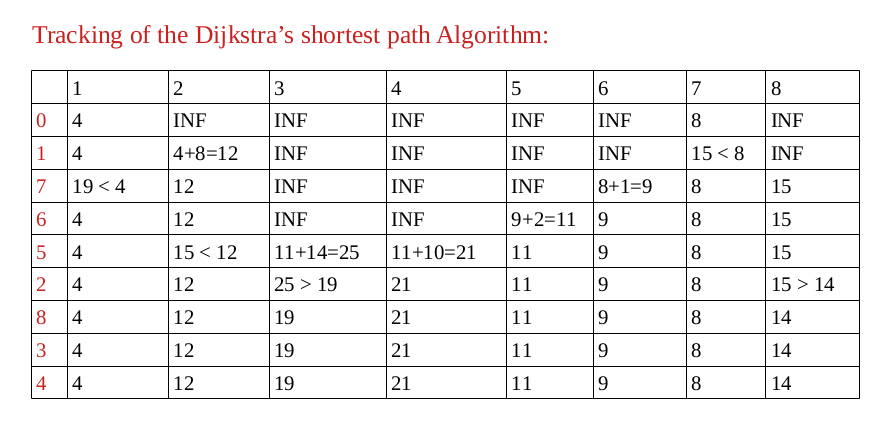 Tracking of the Dijkstra’s shortest path Algorithm:
1 2 3 4 5 6 7 8
0 4 INF INF INF INF INF 8 INF
1 4 4+8=12 INF INF INF INF 15 < 8 INF
7 19 < 4 12 INF INF INF 8+1=9 8 15
6 4 12 INF INF 9+2=11 9 8 15
5 4 15 < 12 11+14=25 11+10=21 11 9 8 15
2 4 12 25 > 19 21 11 9 8 15 > 14
8 4 12 19 21 11 9 8 14
3 4 12 19 21 11 9 8 14
4 4 12 19 21 11 9 8 14